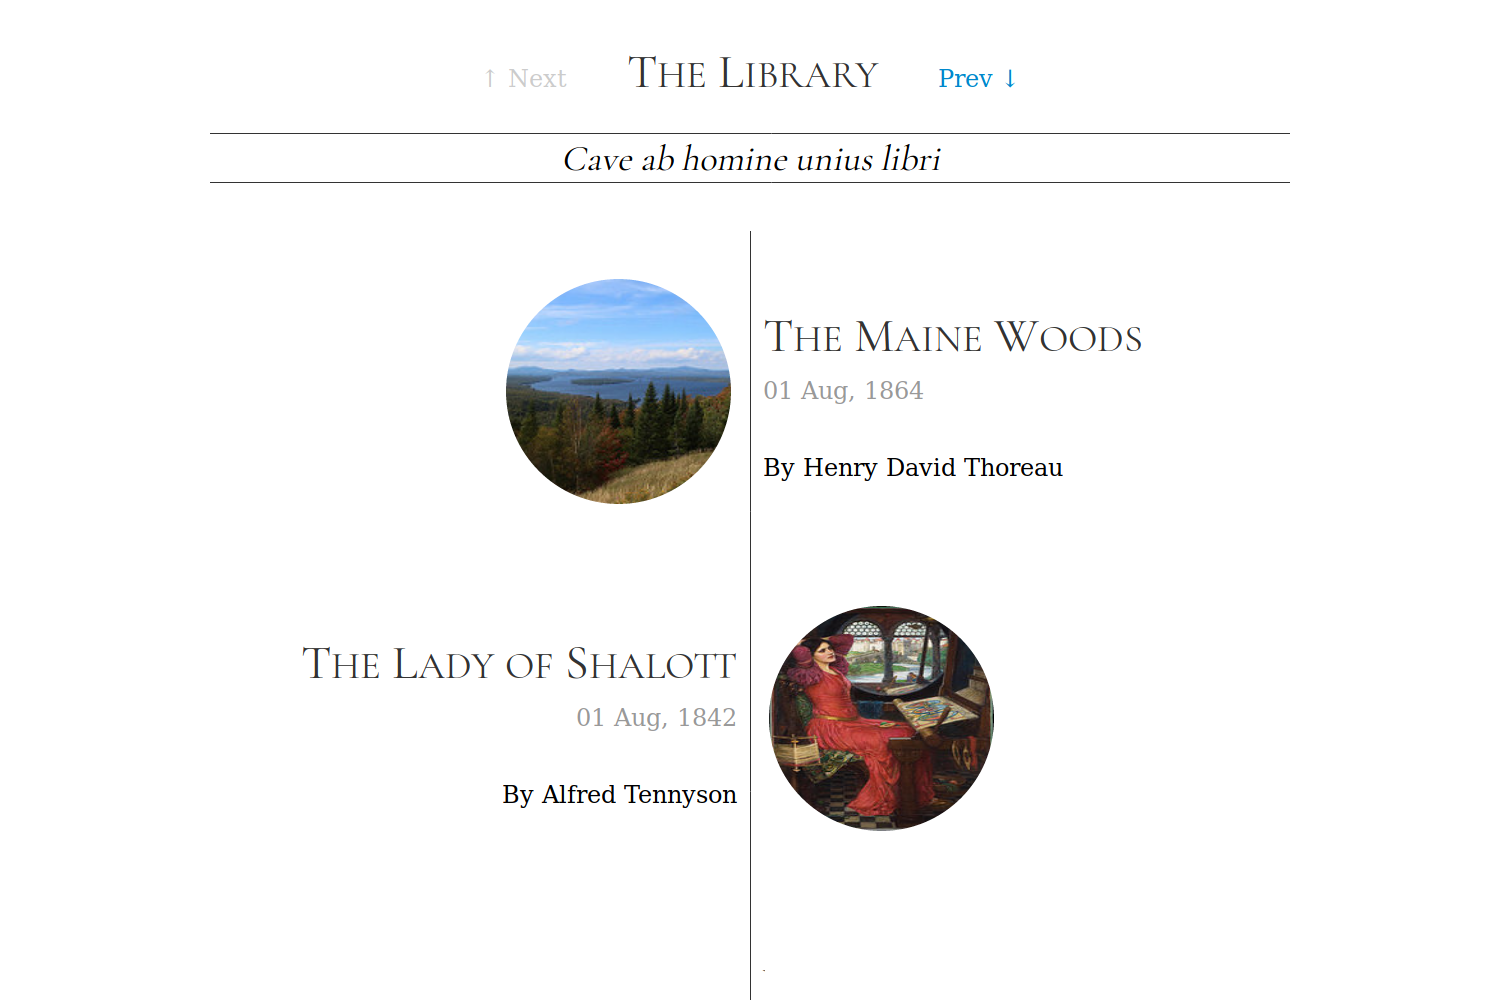 ↑ Next The Library Prev ↓
Cave ab homine unius libri
The Maine Woods
01 Aug, 1864
By Henry David Thoreau
The Lady of Shalott
01 Aug, 1842
By Alfred Tennyson